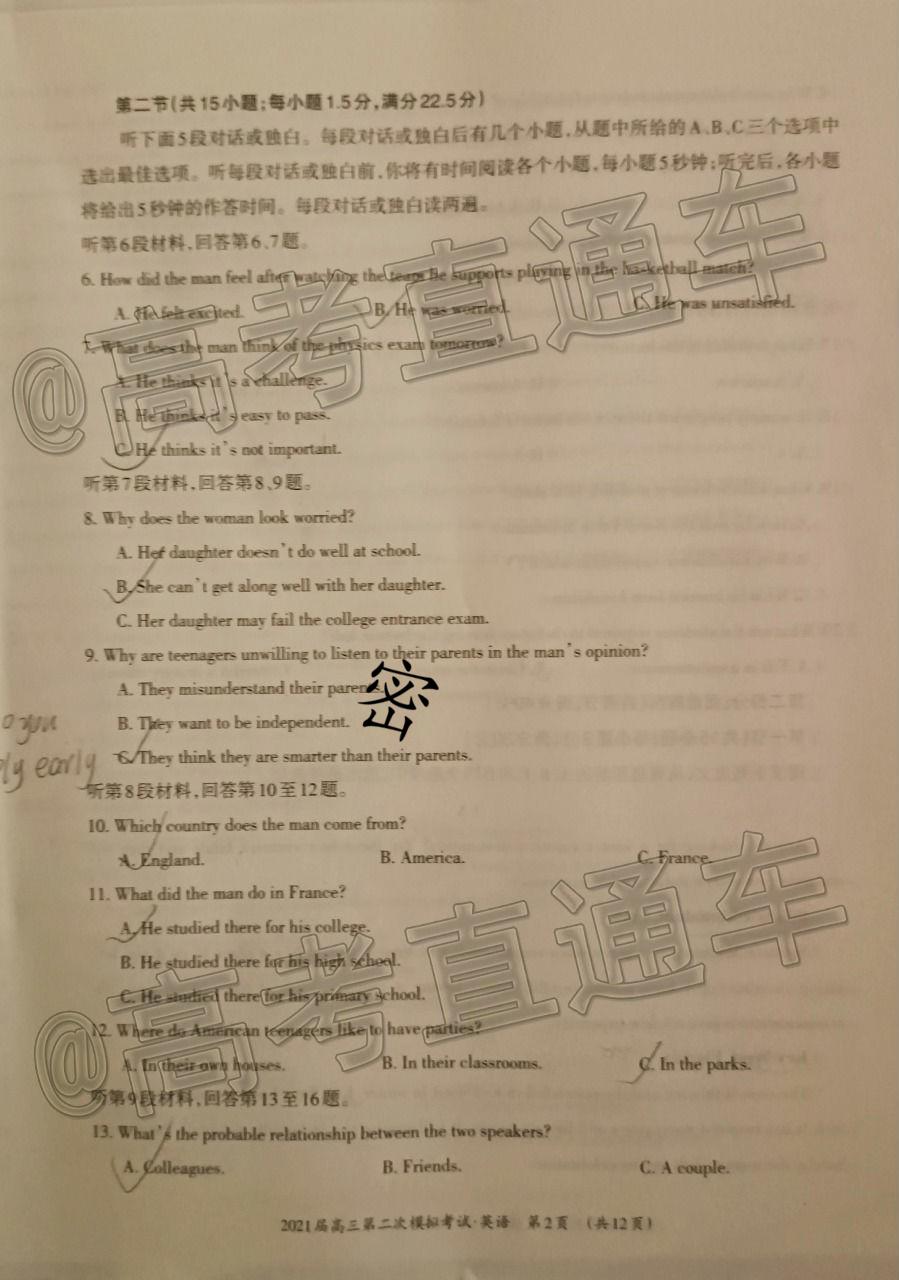 第二节(共15小题;每小题1.5分,满分22.5分)
听下面5段对话或独白。每段对话或独白后有几个小题,从题中所给的A、B、C三个选项中
选出最佳选项。听每段对话或独白前,你将有时间阅读各个小题,每小题5秒钟;听完后,各小题
将给出5秒钟的作答时间。每段对话或独白读两遍。
听第6段材料,回答第6、7题。
6. How did the man feel after watching the team he supports playing in the basketball match?
A. He felt excited. B. He was worried. C. He was unsatisfied.
7. What does the man think of the physics exam tomorrow?
A. He thinks it's a challenge.
B. He thinks it's easy to pass.
C. He thinks it's not important.
听第7段材料,回答第8、9题。
8. Why does the woman look worried?
A. Her daughter doesn't do well at school.
B. She can't get along well with her daughter.
C. Her daughter may fail the college entrance exam.
9. Why are teenagers unwilling to listen to their parents in the man's opinion?
A. They misunderstand their parents.
密
B. They want to be independent.
C. They think they are smarter than their parents.
early
听第8段材料,回答第10至12题。
10. Which country does the man come from?
A. England. B. America. C. France.
11. What did the man do in France?
A. He studied there for his college.
B. He studied there for his high school.
C. He studied there for his primary school.
12. Where do American teenagers like to have parties?
A. In their own houses. B. In their classrooms. C. In the parks.
听第9段材料,回答第13至16题。
13. What's the probable relationship between the two speakers?
A. Colleagues. B. Friends. C. A couple.
2021届高三第二次模拟考试·英语 第2页 (共12页)
@高考直通车
@高考直通车